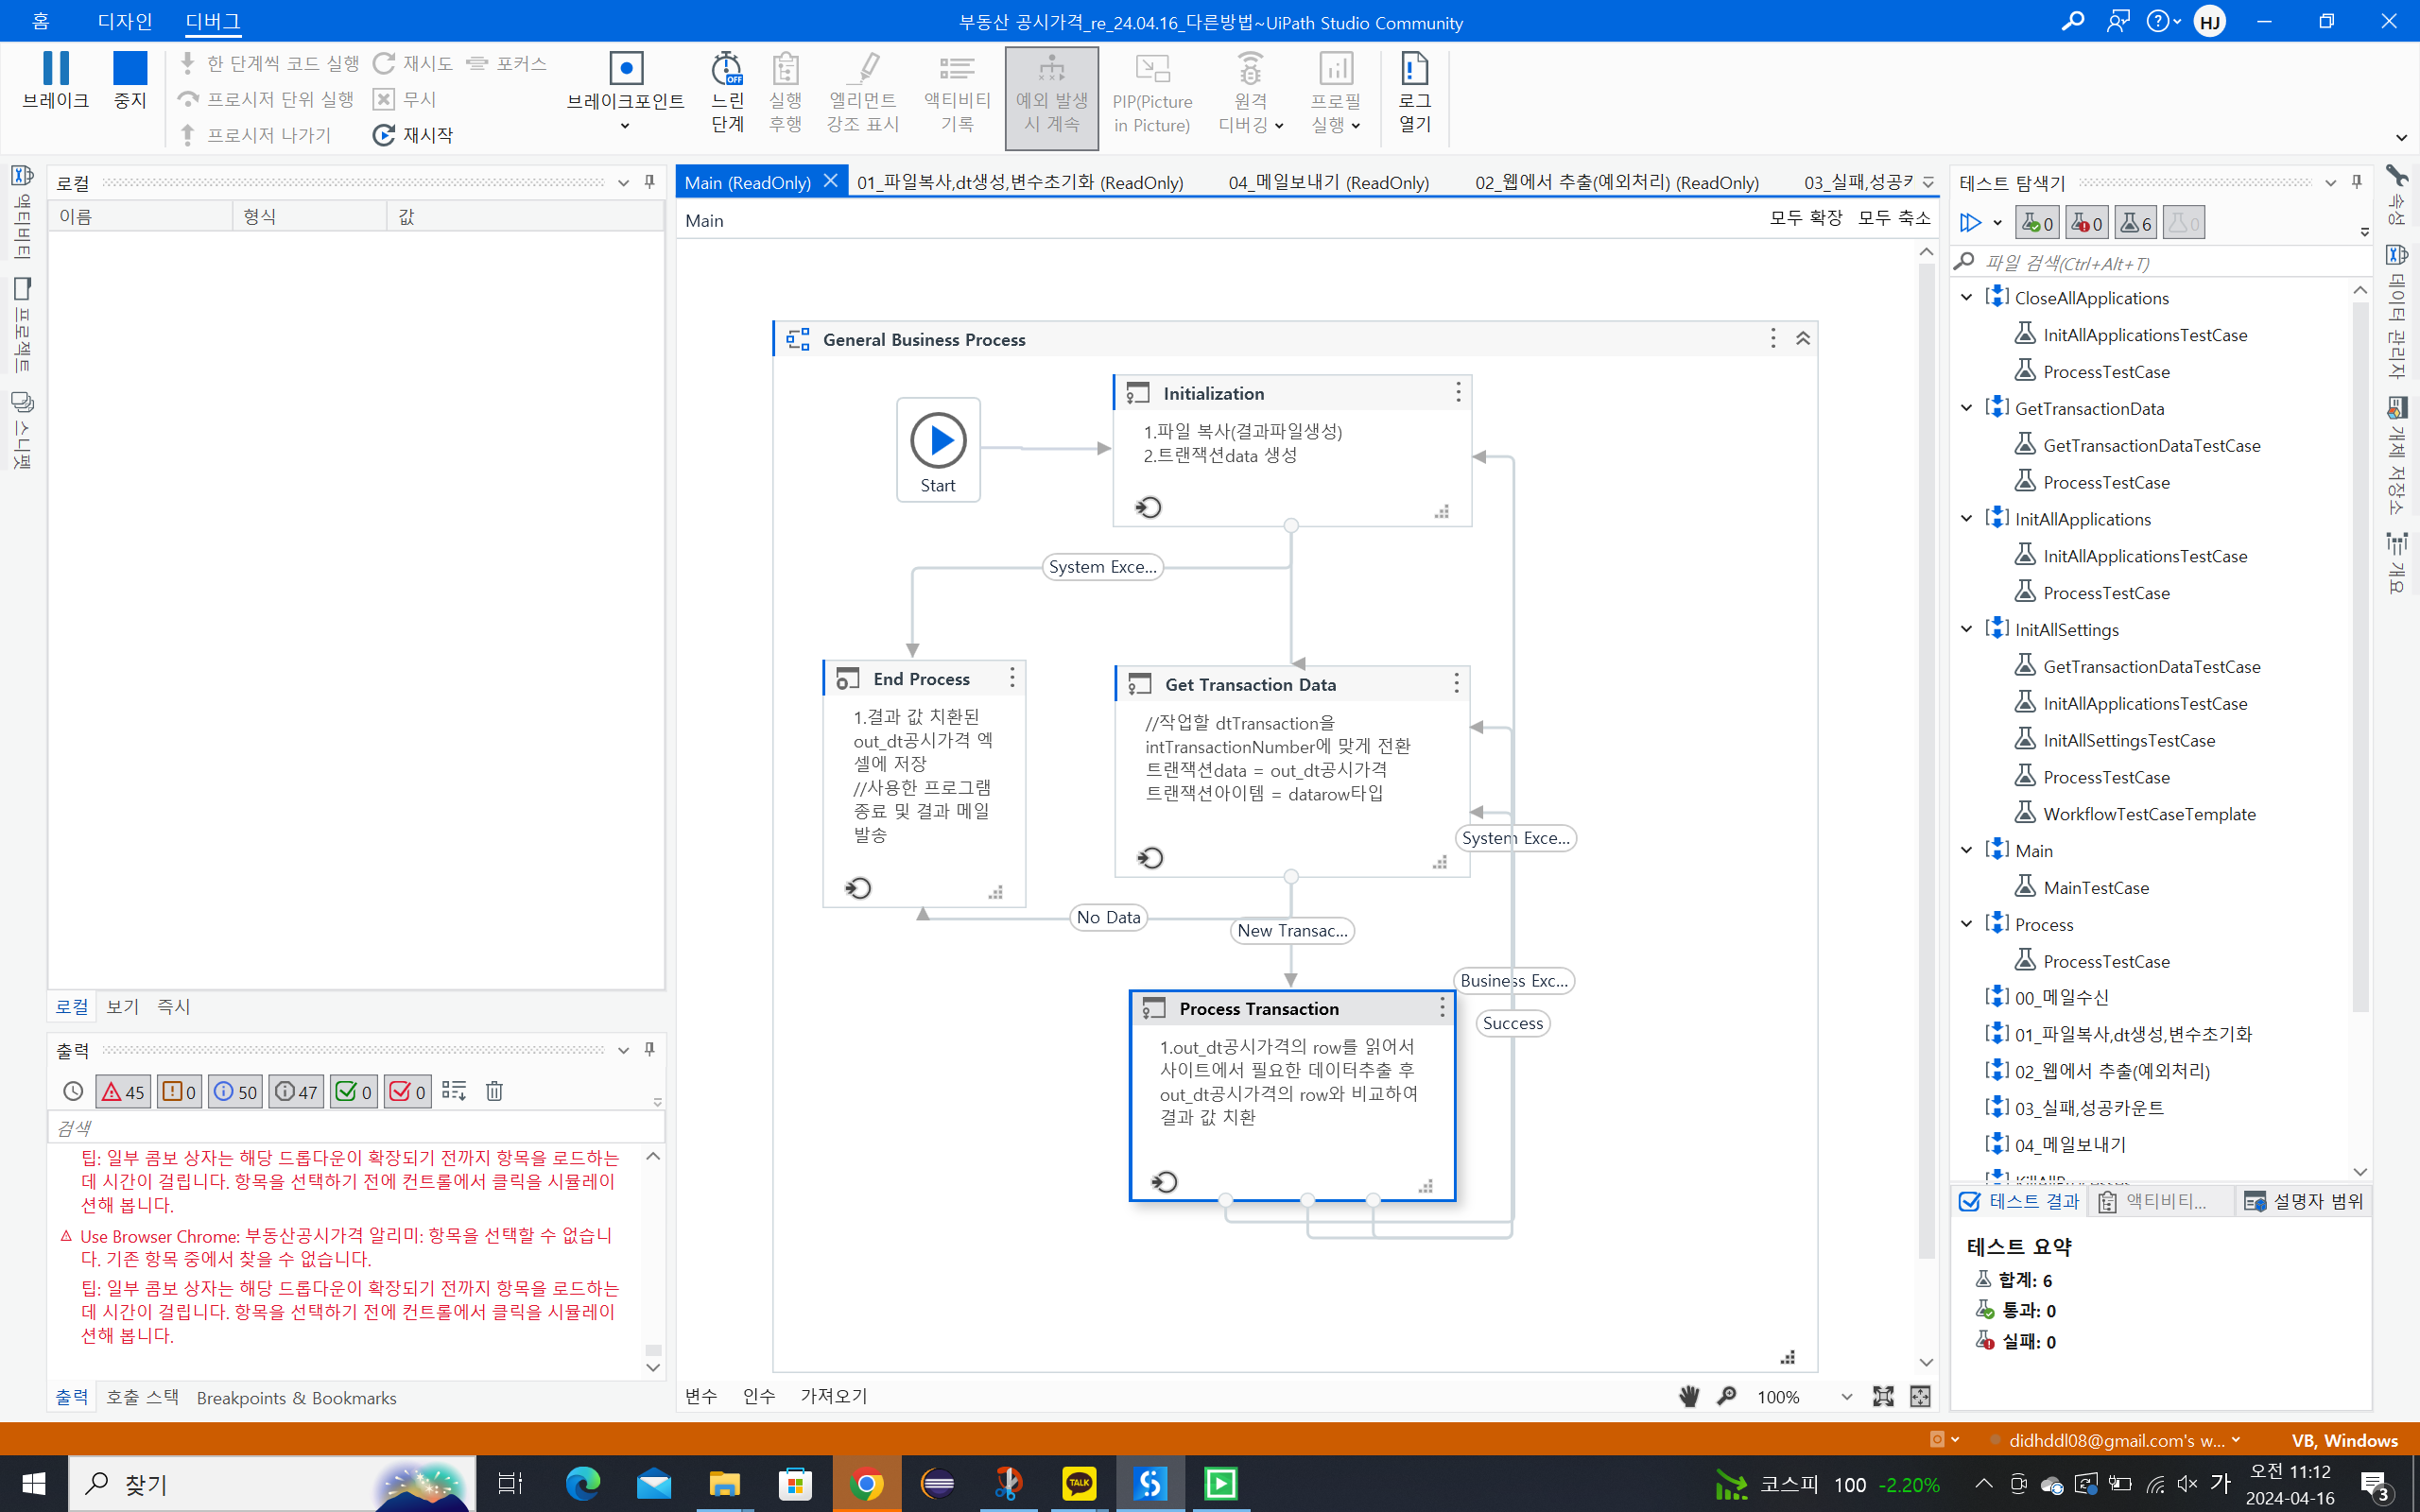 홈 디자인 디버그
부동산 공시가격_re_24.04.16_다른방법~UiPath Studio Community
HJ
브레이크
중지
한 단계씩 코드 실행
재시도
포커스
프로시저 단위 실행
무시
프로시저 나가기
재시작
브레이크포인트
느린
단계
OFF
실행
후행
엘리먼트
강조 표시
액티비티
기록
예외 발생
시 계속
PIP(Picture
in Picture)
원격
디버깅
프로필
실행
로그
열기
액티비티
프로젝트
스니펫
로컬
이름 형식 값
로컬 보기 즉시
출력
45 0 50 47 0 0
검색
팁: 일부 콤보 상자는 해당 드롭다운이 확장되기 전까지 항목을 로드하는
데 시간이 걸립니다. 항목을 선택하기 전에 컨트롤에서 클릭을 시뮬레이
션해 봅니다.
Use Browser Chrome: 부동산공시가격 알리미: 항목을 선택할 수 없습니
다. 기존 항목 중에서 찾을 수 없습니다.
팁: 일부 콤보 상자는 해당 드롭다운이 확장되기 전까지 항목을 로드하는
데 시간이 걸립니다. 항목을 선택하기 전에 컨트롤에서 클릭을 시뮬레이
션해 봅니다.
출력 호출 스택 Breakpoints & Bookmarks
Main (ReadOnly) 01_파일복사,dt생성,변수초기화 (ReadOnly) 04_메일보내기 (ReadOnly) 02_웹에서 추출(예외처리) (ReadOnly) 03_실패,성공카
Main
모두 확장 모두 축소
General Business Process
Start
Initialization
1.파일 복사(결과파일생성)
2.트랜잭션data 생성
System Exce...
End Process
1.결과 값 치환된
out_dt공시가격 엑
셀에 저장
//사용한 프로그램
종료 및 결과 메일
발송
Get Transaction Data
//작업할 dtTransaction을
intTransactionNumber에 맞게 전환
트랜잭션data = out_dt공시가격
트랜잭션아이템 = datarow타입
System Exce...
No Data
New Transac...
Business Exc...
Success
Process Transaction
1.out_dt공시가격의 row를 읽어서
사이트에서 필요한 데이터추출 후
out_dt공시가격의 row와 비교하여
결과 값 치환
변수 인수 가져오기
100%
테스트 탐색기
0 0 6 0
파일 검색(Ctrl+Alt+T)
CloseAllApplications
InitAllApplicationsTestCase
ProcessTestCase
GetTransactionData
GetTransactionDataTestCase
ProcessTestCase
InitAllApplications
InitAllApplicationsTestCase
ProcessTestCase
InitAllSettings
GetTransactionDataTestCase
InitAllApplicationsTestCase
InitAllSettingsTestCase
ProcessTestCase
WorkflowTestCaseTemplate
Main
MainTestCase
Process
ProcessTestCase
00_메일수신
01_파일복사,dt생성,변수초기화
02_웹에서 추출(예외처리)
03_실패,성공카운트
04_메일보내기
KillAllProcesses
테스트 결과 액티비티... 설명자 범위
테스트 요약
합계: 6
통과: 0
실패: 0
속성
데이터 관리자
개체 저장소
개요
didhddl08@gmail.com's w...
VB, Windows
찾기
TALK
코스피 100 -2.20%
가
오전 11:12
2024-04-16
3